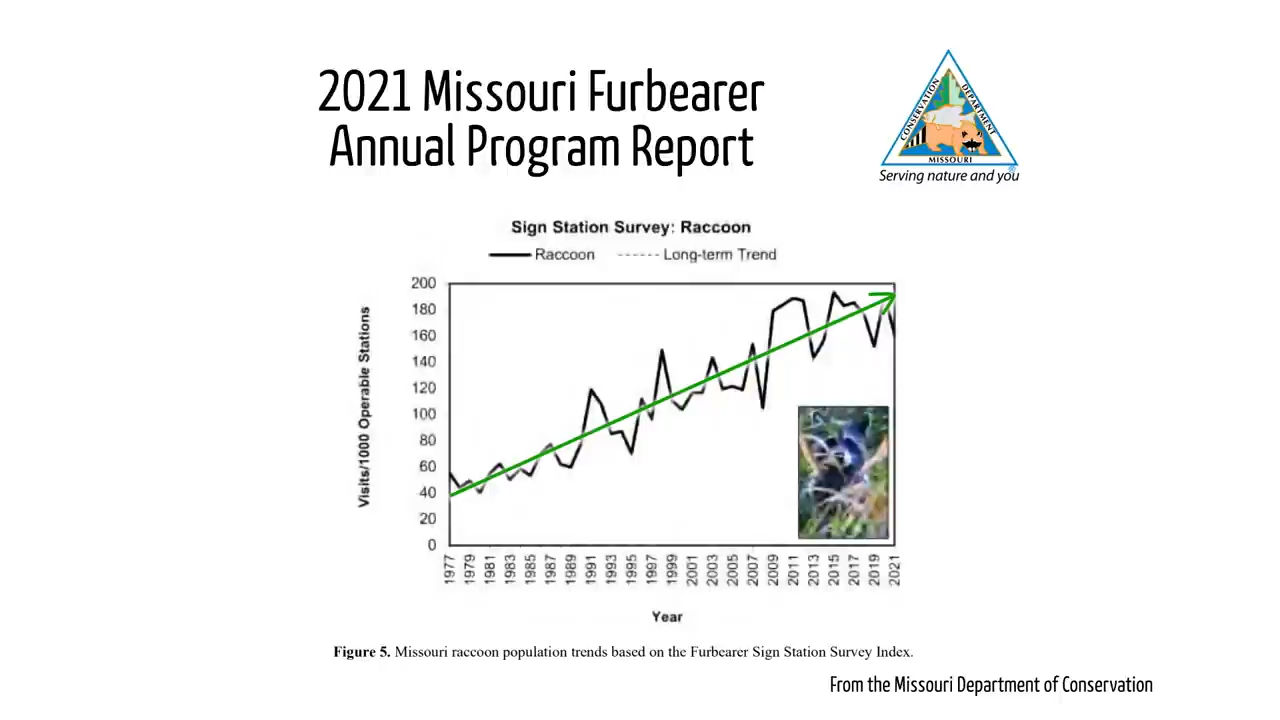 2021 Missouri Furbearer
Annual Program Report
CONSERVATION DEPARTMENT
MISSOURI
®
Serving nature and you
Sign Station Survey: Raccoon
Raccoon Long-term Trend
Visits/1000 Operable Stations
200
180
160
140
120
100
80
60
40
20
0
1977 1979 1981 1983 1985 1987 1989 1991 1993 1995 1997 1999 2001 2003 2005 2007 2009 2011 2013 2015 2017 2019 2021
Year
Figure 5. Missouri raccoon population trends based on the Furbearer Sign Station Survey Index.
From the Missouri Department of Conservation